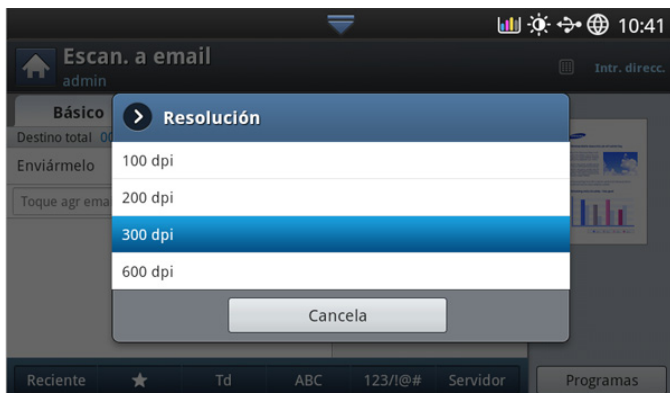 10:41
Escan. a email
admin
Intr. direcc.
Básico
Resolución
Destino total 00
Enviármelo
100 dpi
Toque agr ema
200 dpi
300 dpi
600 dpi
Cancela
Reciente
Td
ABC
123/!@#
Servidor
Programas